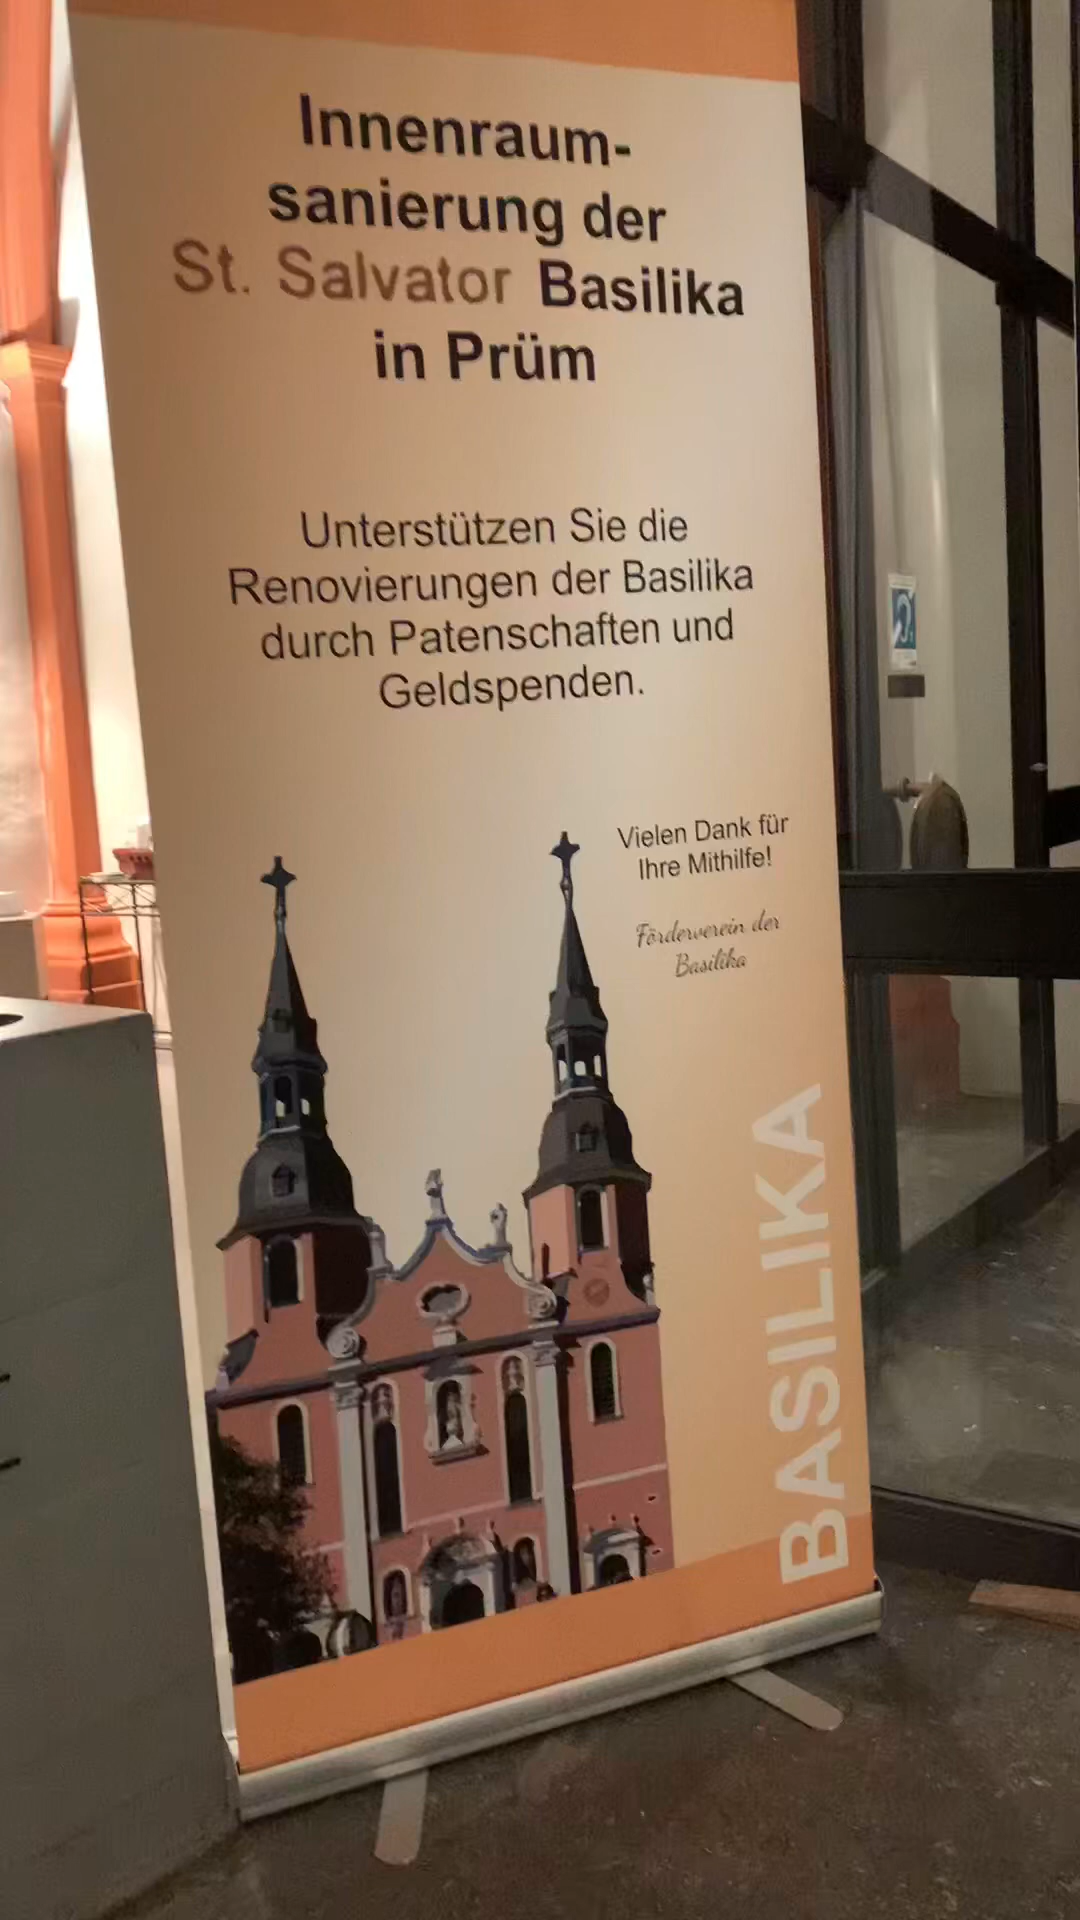 Innenraum-
sanierung der
St. Salvator Basilika
in Prüm
Unterstützen Sie die
Renovierungen der Basilika
durch Patenschaften und
Geldspenden.
Vielen Dank für
Ihre Mithilfe!
Förderverein der
Basilika
BASILIKA